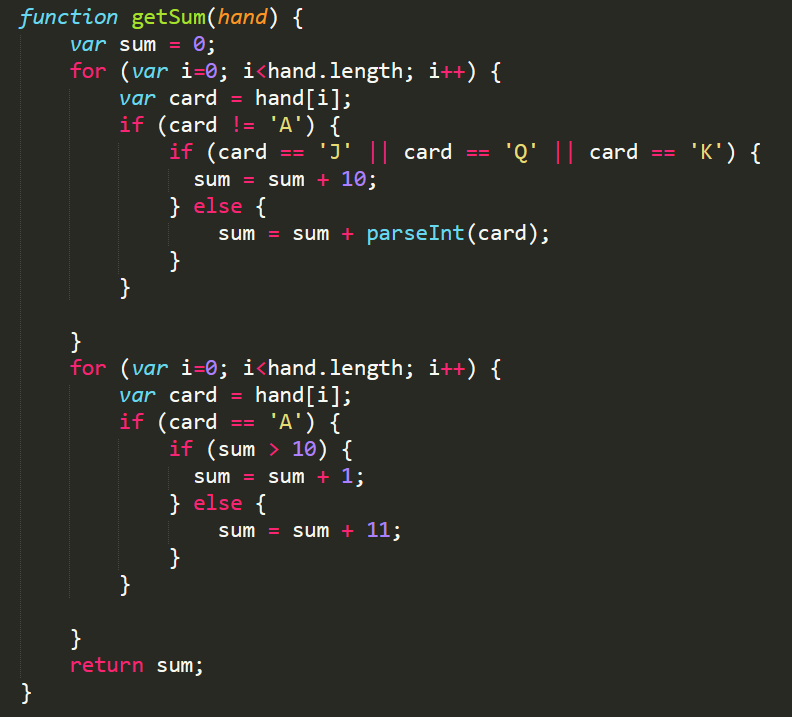 function getSum(hand) {
    var sum = 0;
    for (var i=0; i<hand.length; i++) {
        var card = hand[i];
        if (card != 'A') {
            if (card == 'J' || card == 'Q' || card == 'K') {
              sum = sum + 10;
            } else {
                sum = sum + parseInt(card);
            }
        }

    }
    for (var i=0; i<hand.length; i++) {
        var card = hand[i];
        if (card == 'A') {
            if (sum > 10) {
              sum = sum + 1;
            } else {
                sum = sum + 11;
            }
        }

    }
    return sum;
}